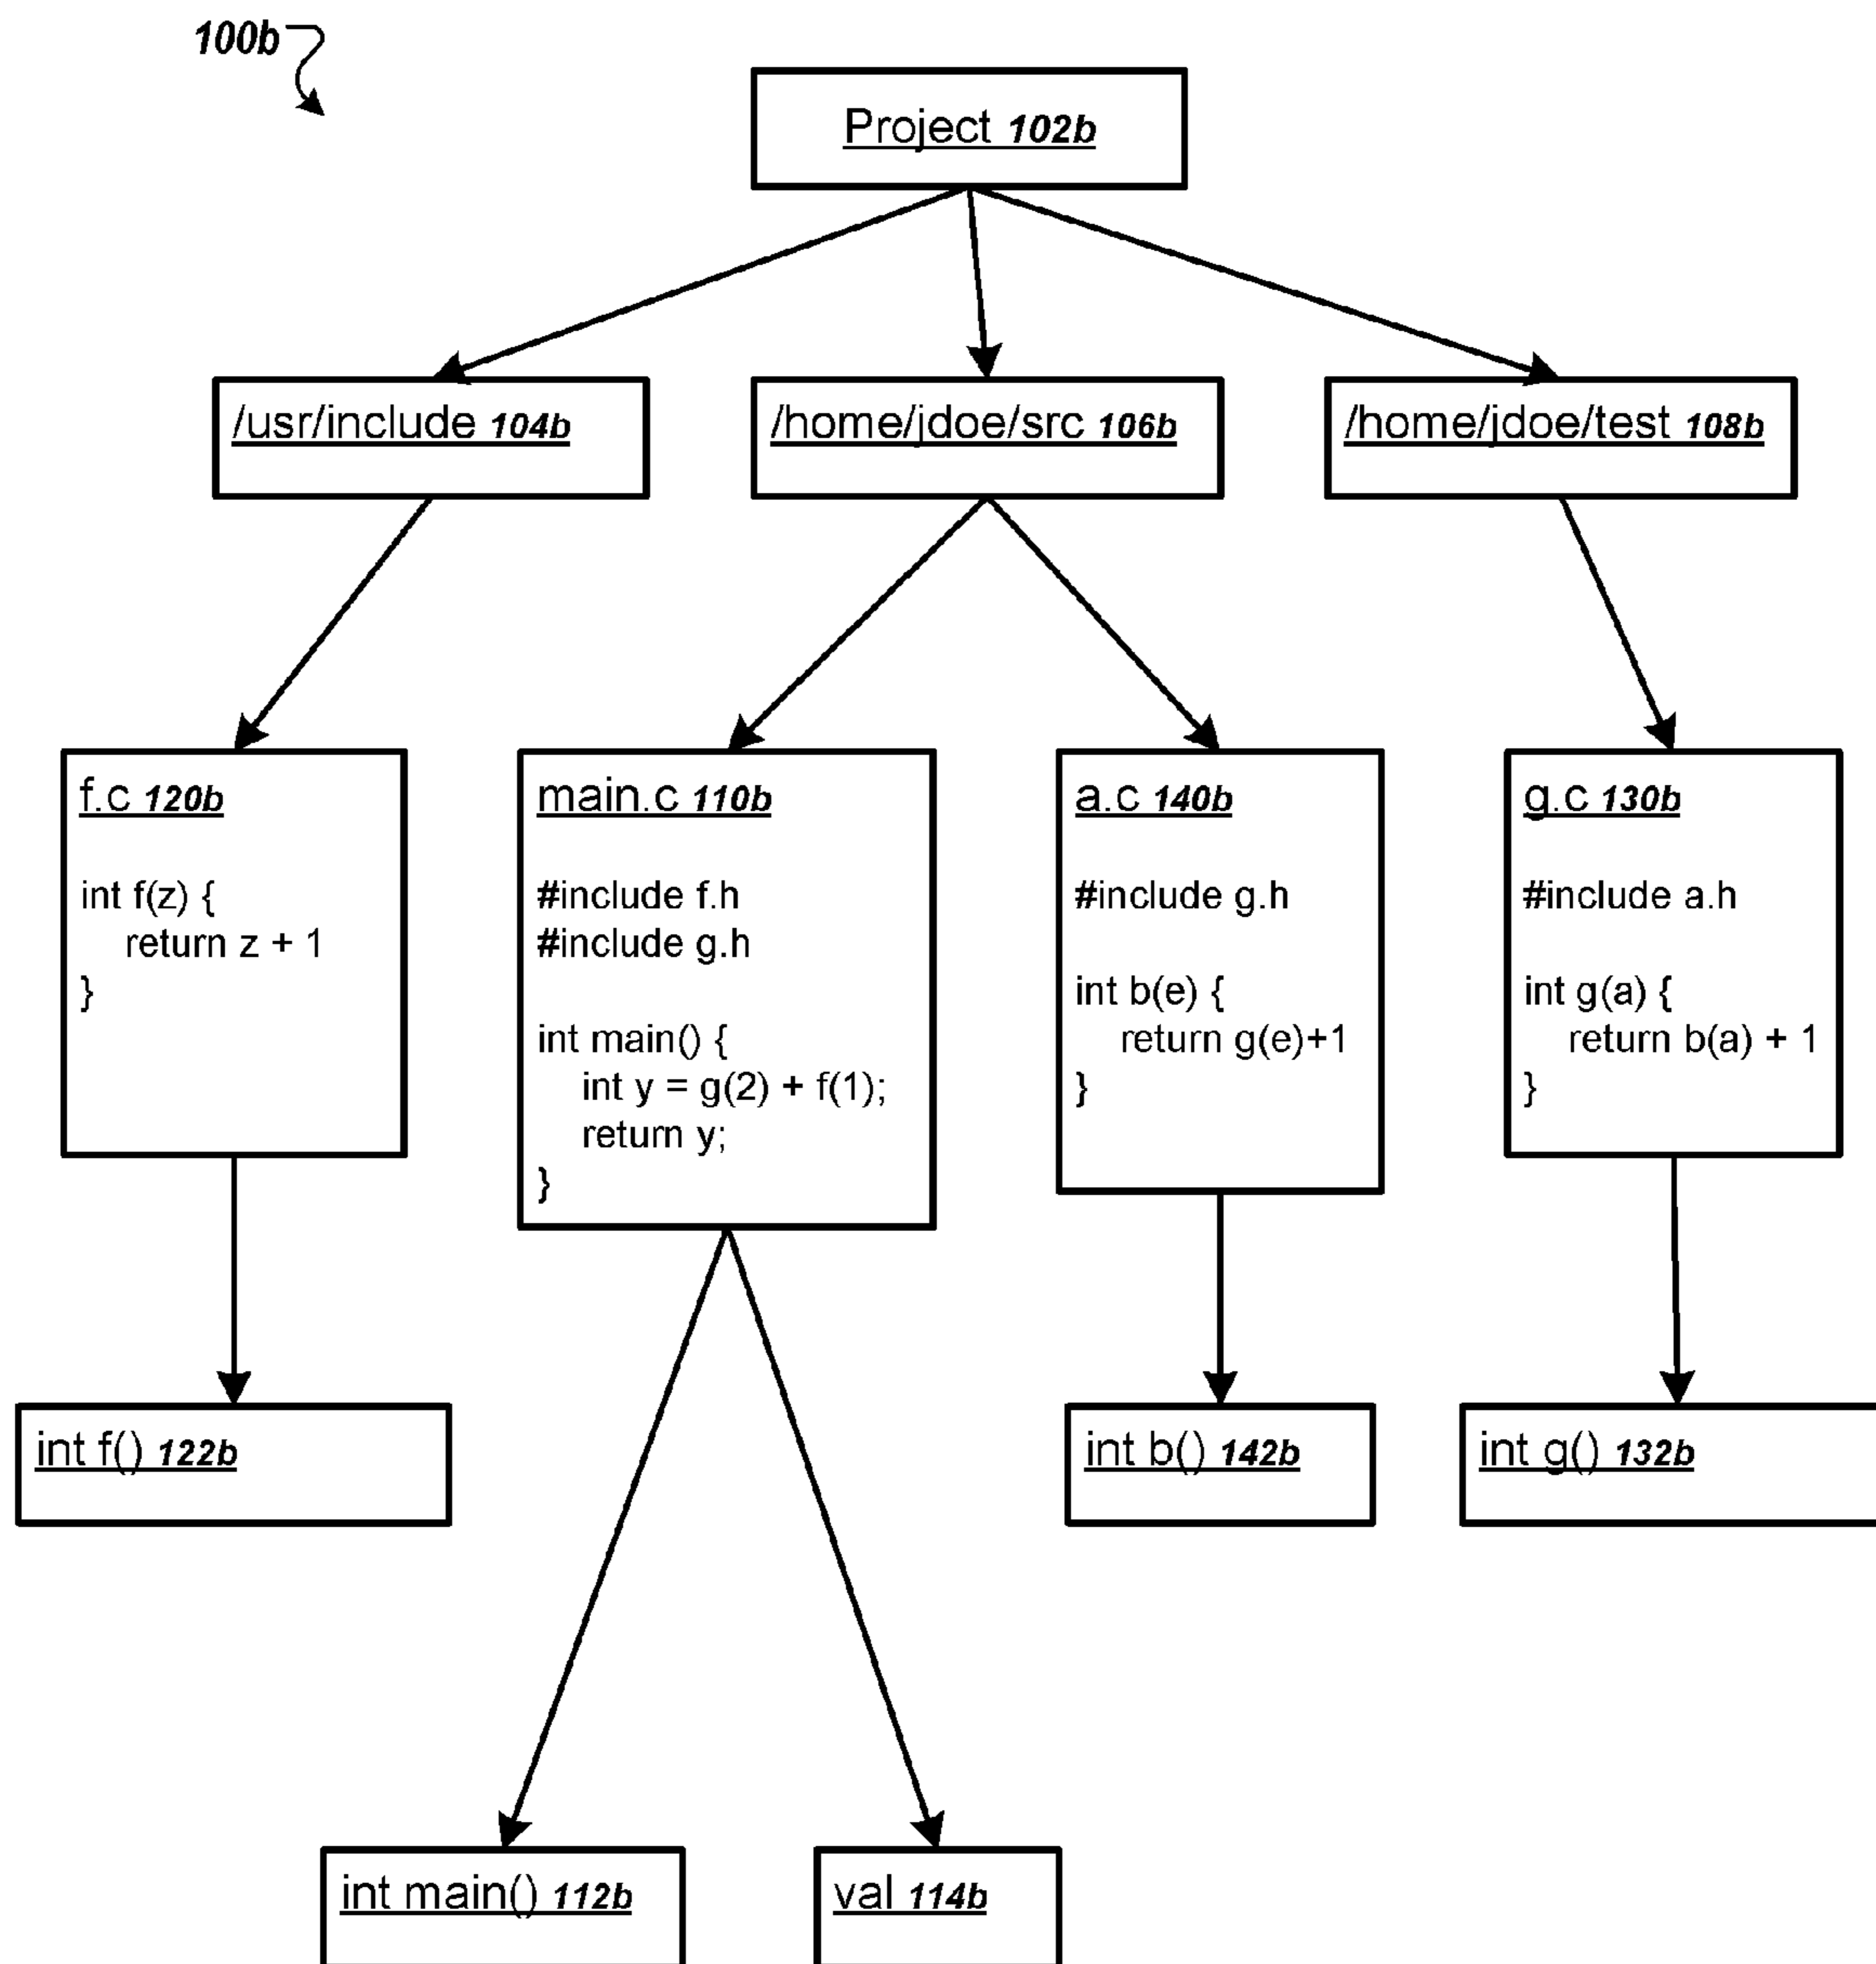 100b
Project 102b
/usr/include 104b
/home/jdoe/src 106b
/home/jdoe/test 108b
f.c 120b
int f(z) {
return z + 1
}
main.c 110b
#include f.h
#include g.h
int main() {
int y = g(2) + f(1);
return y;
}
a.c 140b
#include g.h
int b(e) {
return g(e)+1
}
g.c 130b
#include a.h
int g(a) {
return b(a) + 1
}
int f() 122b
int b() 142b
int g() 132b
int main() 112b
val 114b